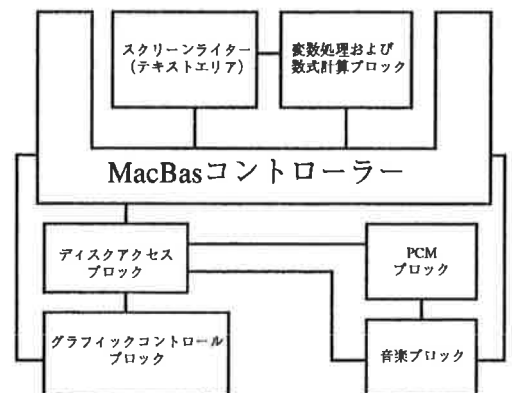 スクリーンライター
（テキストエリア）
変数処理および
数式計算ブロック
MacBasコントローラー
ディスクアクセス
ブロック
PCM
ブロック
グラフィックコントロール
ブロック
音楽ブロック